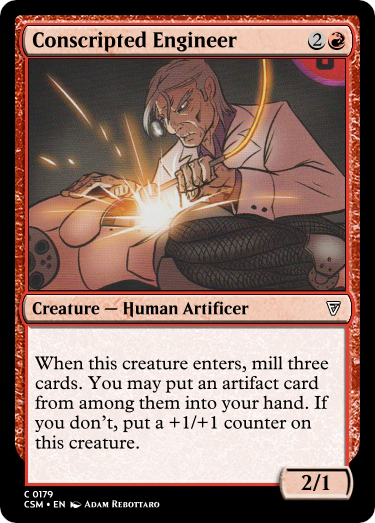 Conscripted Engineer 2
Creature — Human Artificer
When this creature enters, mill three
cards. You may put an artifact card
from among them into your hand. If
you don't, put a +1/+1 counter on
this creature.
2/1
C 0179
CSM • EN Adam Rebottaro